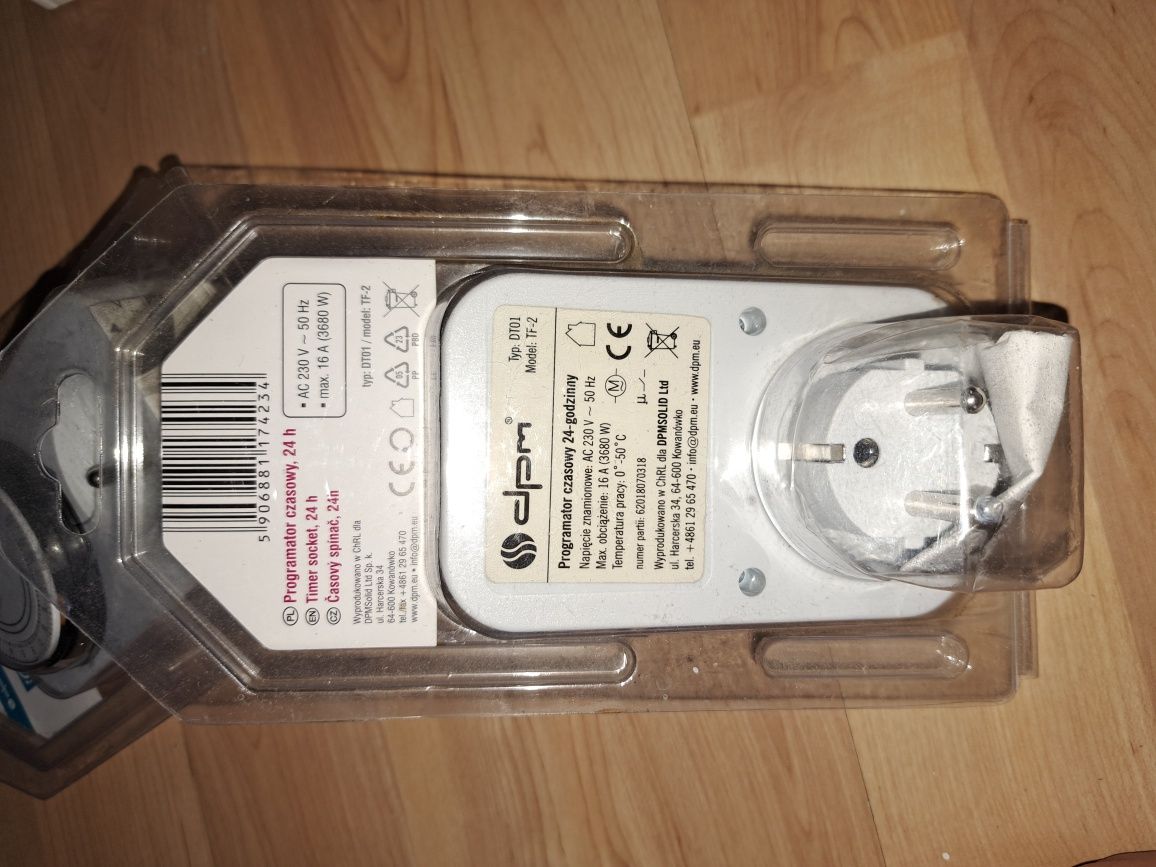 5 906881 174234
PL Programator czasowy, 24 h
EN Timer socket, 24 h
CZ Časový spínač, 24h
• AC 230 V ~ 50 Hz
• max. 16 A (3680 W)
Wyprodukowano w ChRL dla
DPMSolid Ltd Sp. k.
ul. Harcerska 34
64-600 Kowanówko
tel./fax +4861 29 65 470
www.dpm.eu • info@dpm.eu
typ: DT01 / model: TF-2
CE
05
PP
23
PBD
dpm®
Typ: DT01
Model: TF-2
Programator czasowy 24-godzinny
Napięcie znamionowe: AC 230 V ~ 50 Hz
Max. obciążenie: 16 A (3680 W)
Temperatura pracy: 0°-50°C
numer partii: 62018070318
M
µ
CE
Wyprodukowano w ChRL dla DPMSOLID Ltd
ul. Harcerska 34, 64-600 Kowanówko
tel. +4861 29 65 470 · info@dpm.eu · www.dpm.eu